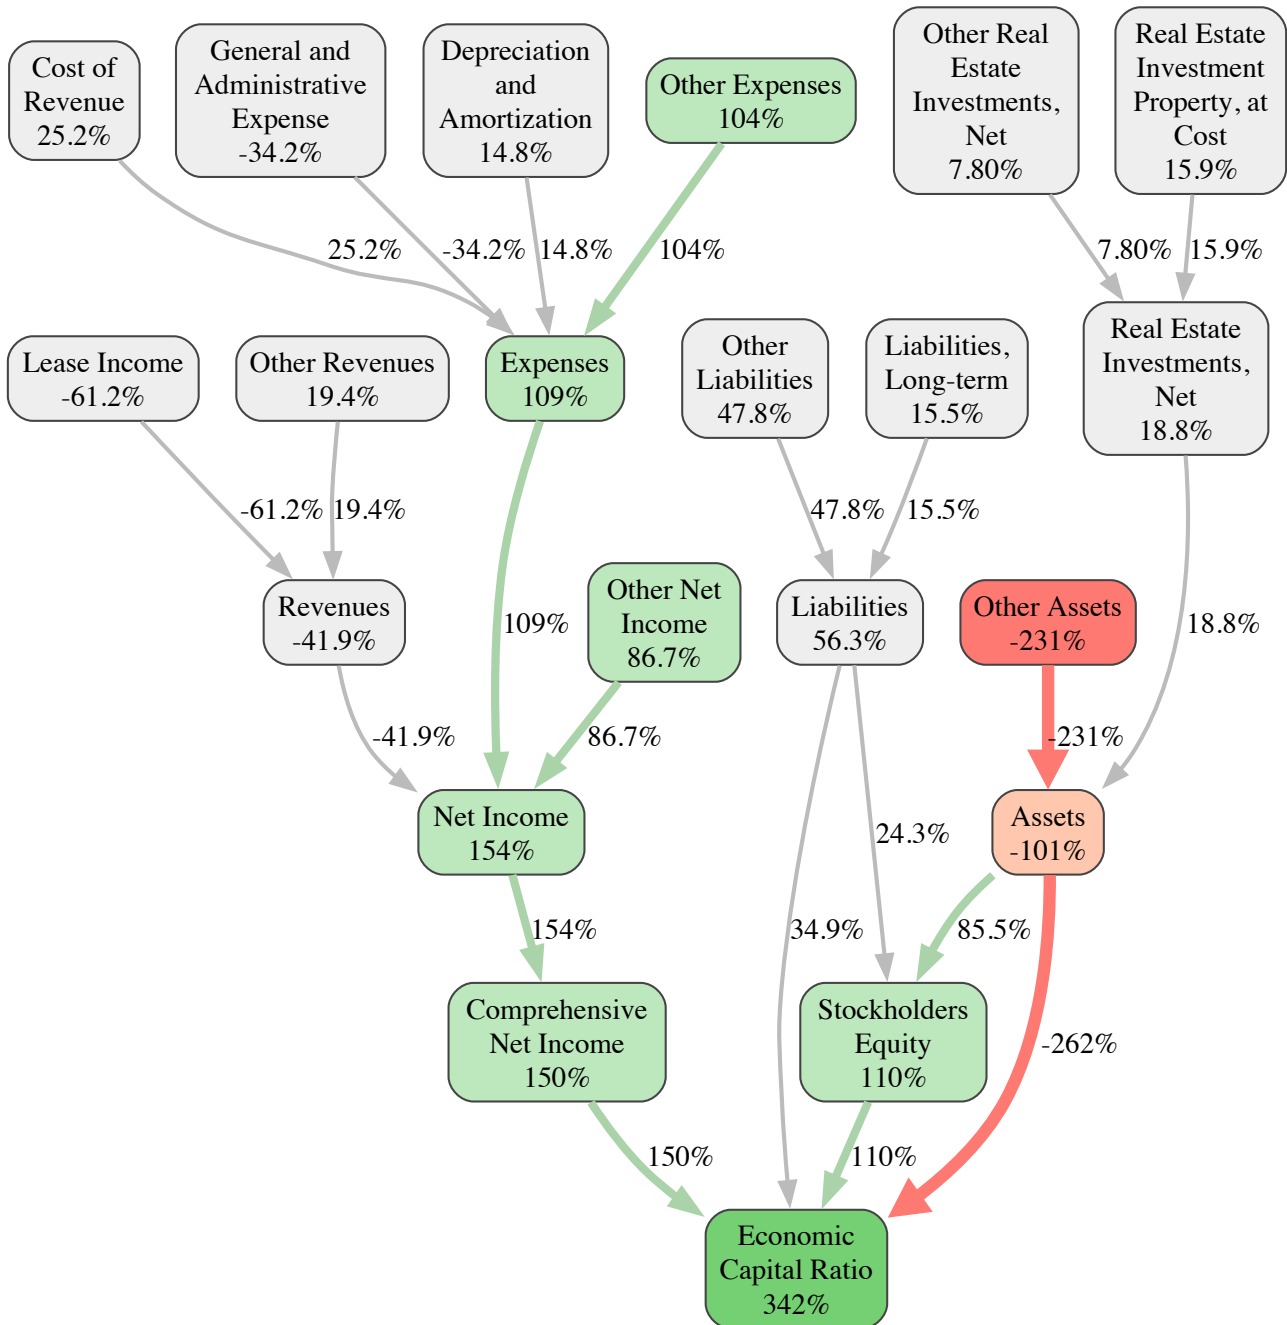 Cost of
Revenue
25.2%
General and
Administrative
Expense
-34.2%
Depreciation
and
Amortization
14.8%
Other Expenses
104%
Other Real
Estate
Investments,
Net
7.80%
Real Estate
Investment
Property, at
Cost
15.9%
25.2%
-34.2%
14.8%
104%
7.80%
15.9%
Lease Income
-61.2%
Other Revenues
19.4%
Expenses
109%
Other
Liabilities
47.8%
Liabilities,
Long-term
15.5%
Real Estate
Investments,
Net
18.8%
-61.2%
19.4%
47.8%
15.5%
Revenues
-41.9%
109%
Other Net
Income
86.7%
Liabilities
56.3%
Other Assets
-231%
18.8%
-41.9%
86.7%
-231%
Net Income
154%
24.3%
Assets
-101%
154%
34.9%
85.5%
Comprehensive
Net Income
150%
Stockholders
Equity
110%
-262%
150%
110%
Economic
Capital Ratio
342%